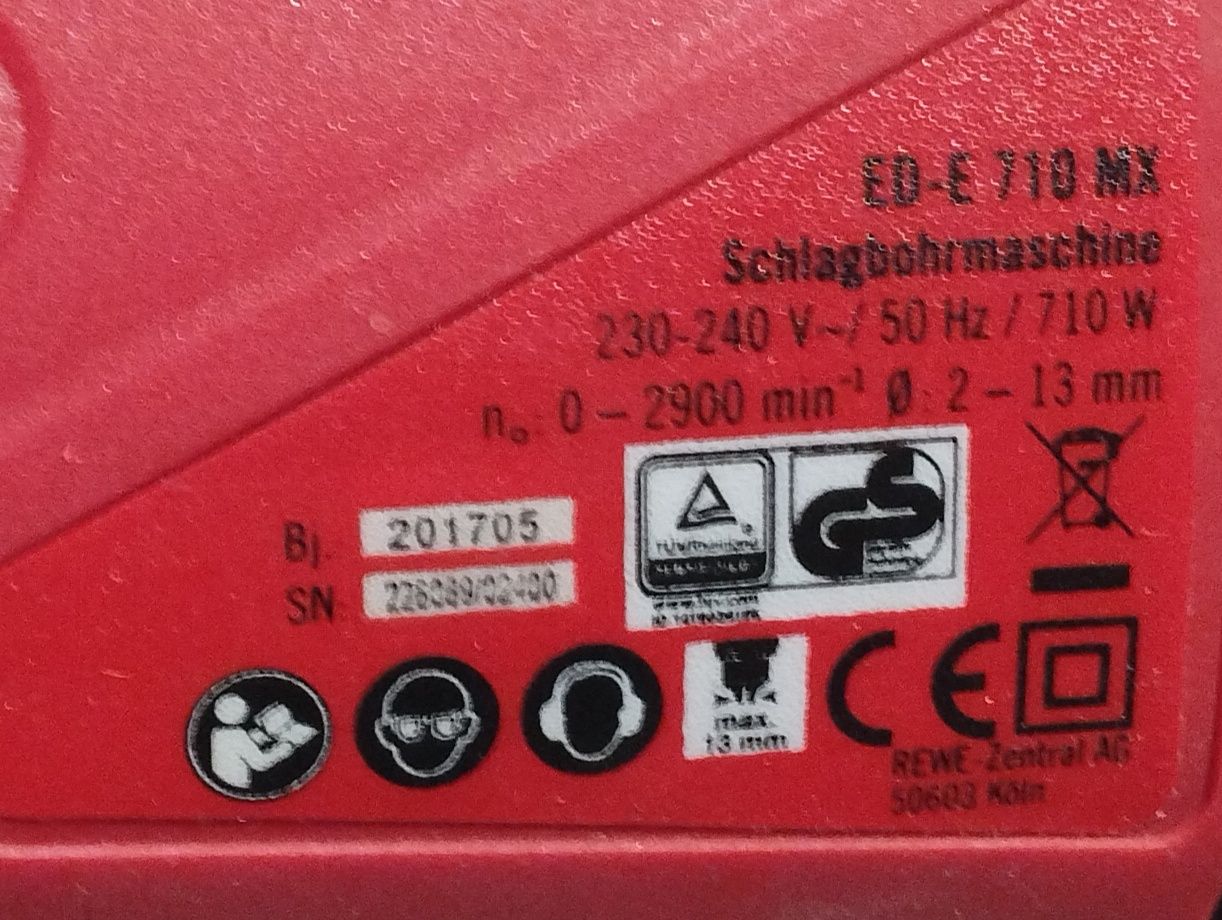 ED-E 710 MX
Schlagbohrmaschine
230-240 V~/ 50 Hz / 710 W
n₀: 0 – 2900 min⁻¹ Ø: 2 – 13 mm
Bj. 201705
SN
TÜVRheinland
max.
13 mm
CE
REWE-Zentral AG
50603 Köln